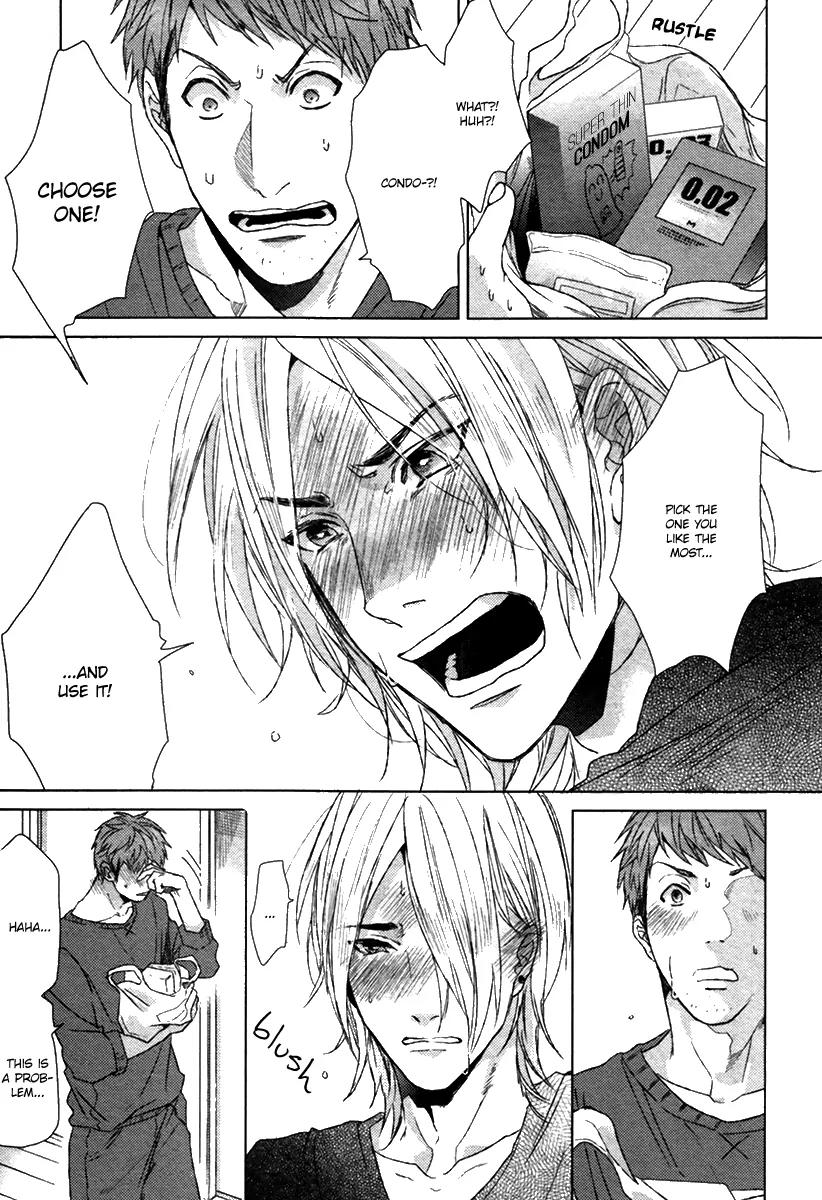 RUSTLE
SUPER THIN
CONDOM
0.02
WHAT?!
HUH?!
CONDO-?!
CHOOSE
ONE!
PICK THE
ONE YOU
LIKE THE
MOST...
...AND
USE IT!
...
blush
HAHA...
THIS IS
A PROB-
LEM...